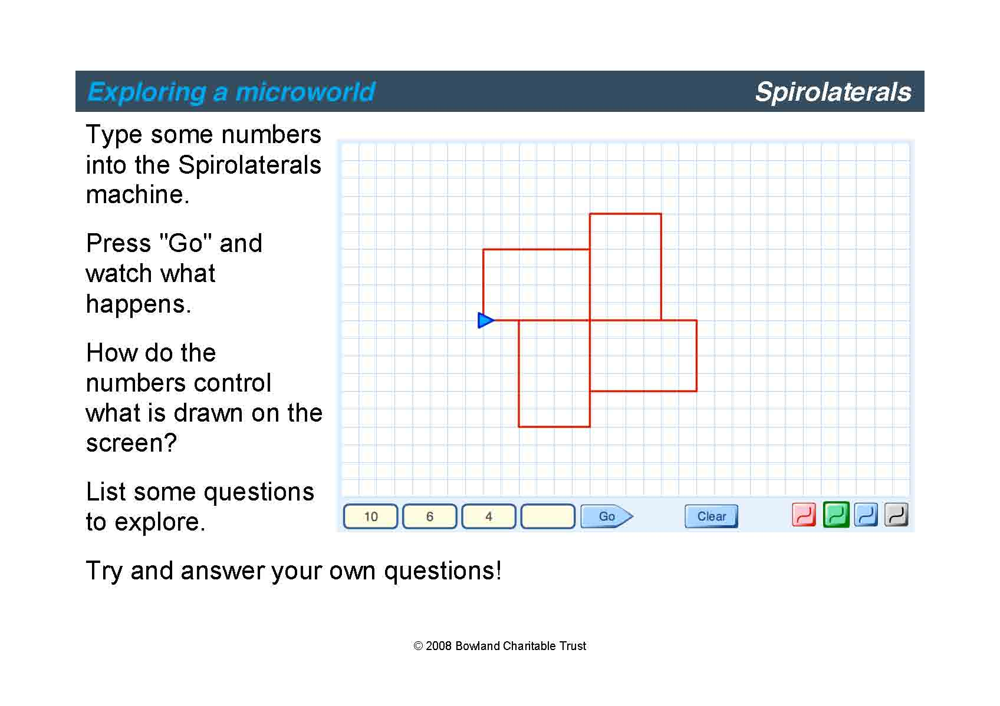 Exploring a microworld
Spirolaterals
Type some numbers
into the Spirolaterals
machine.
Press "Go" and
watch what
happens.
How do the
numbers control
what is drawn on the
screen?
List some questions
to explore.
Try and answer your own questions!
10
6
4
Go
Clear
© 2008 Bowland Charitable Trust